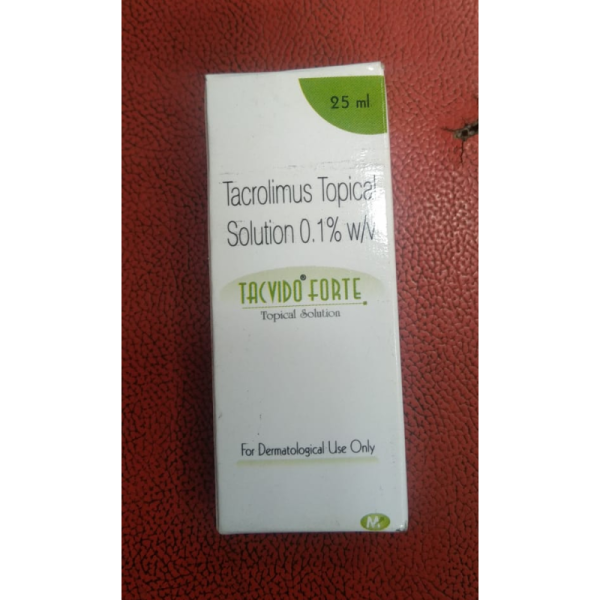 25 ml
Tacrolimus Topical
Solution 0.1% w/v
TACVIDO® FORTE
Topical Solution
For Dermatological Use Only